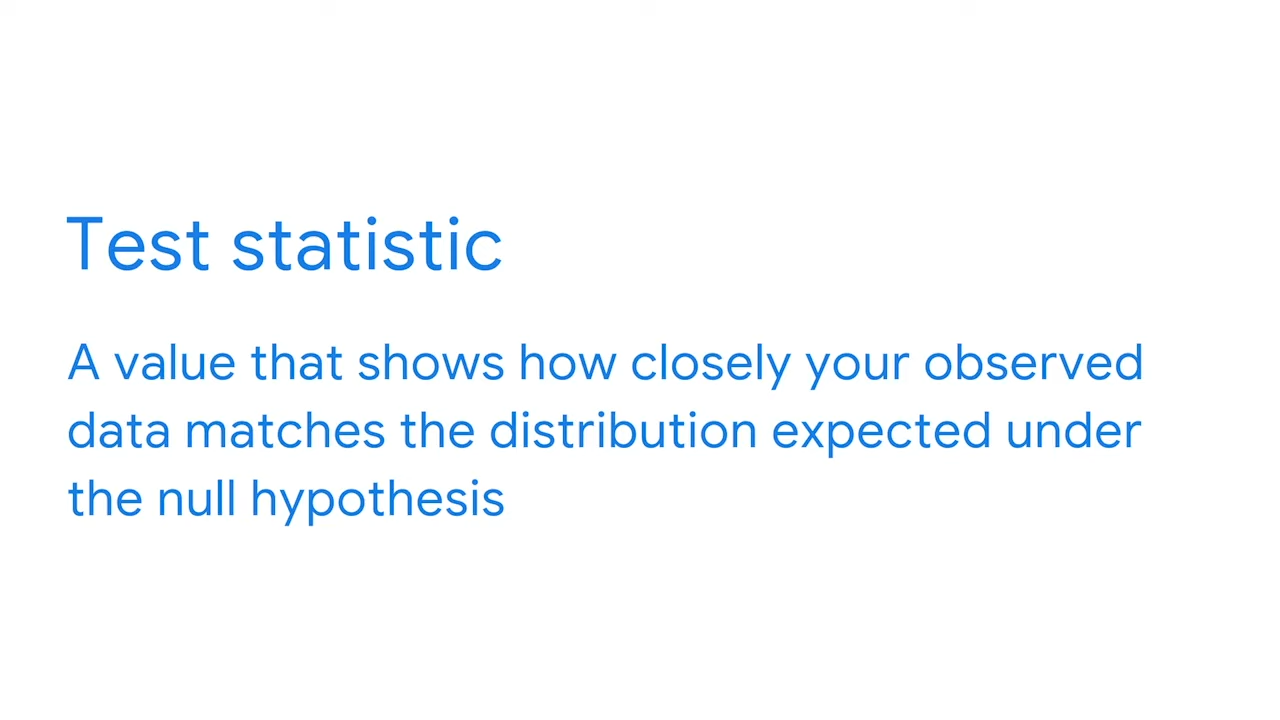 Test statistic
A value that shows how closely your observed
data matches the distribution expected under
the null hypothesis